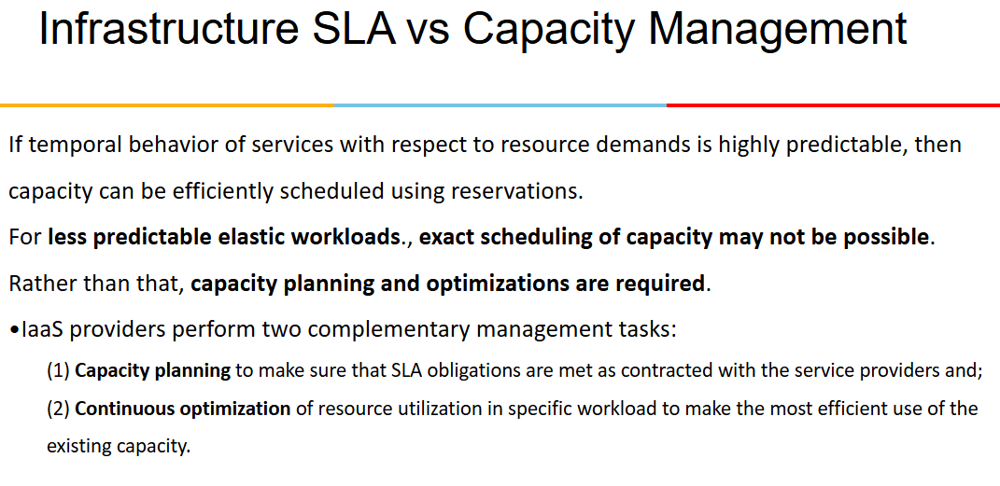 Infrastructure SLA vs Capacity Management
If temporal behavior of services with respect to resource demands is highly predictable, then
capacity can be efficiently scheduled using reservations.
For less predictable elastic workloads., exact scheduling of capacity may not be possible.
Rather than that, capacity planning and optimizations are required.
•IaaS providers perform two complementary management tasks:
(1) Capacity planning to make sure that SLA obligations are met as contracted with the service providers and;
(2) Continuous optimization of resource utilization in specific workload to make the most efficient use of the
existing capacity.